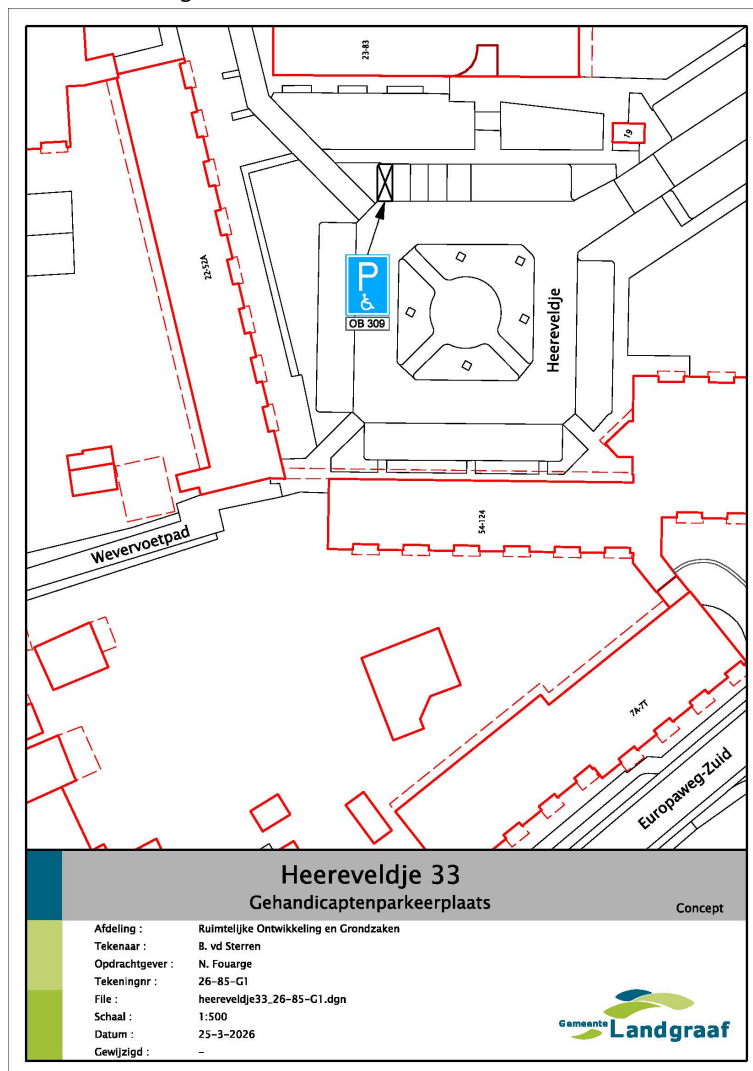 23-83
19
22-52A
P
OB 309
Heereveldje
54-124
Wevervoetpad
7A-7T
Europaweg-Zuid
Heereveldje 33
Gehandicaptenparkeerplaats
Concept
Afdeling : Ruimtelijke Ontwikkeling en Grondzaken
Tekenaar : B. vd Sterren
Opdrachtgever : N. Fouarge
Tekeningnr : 26-85-G1
File : heereveldje33_26-85-G1.dgn
Schaal : 1:500
Datum : 25-3-2026
Gewijzigd : -
Gemeente Landgraaf